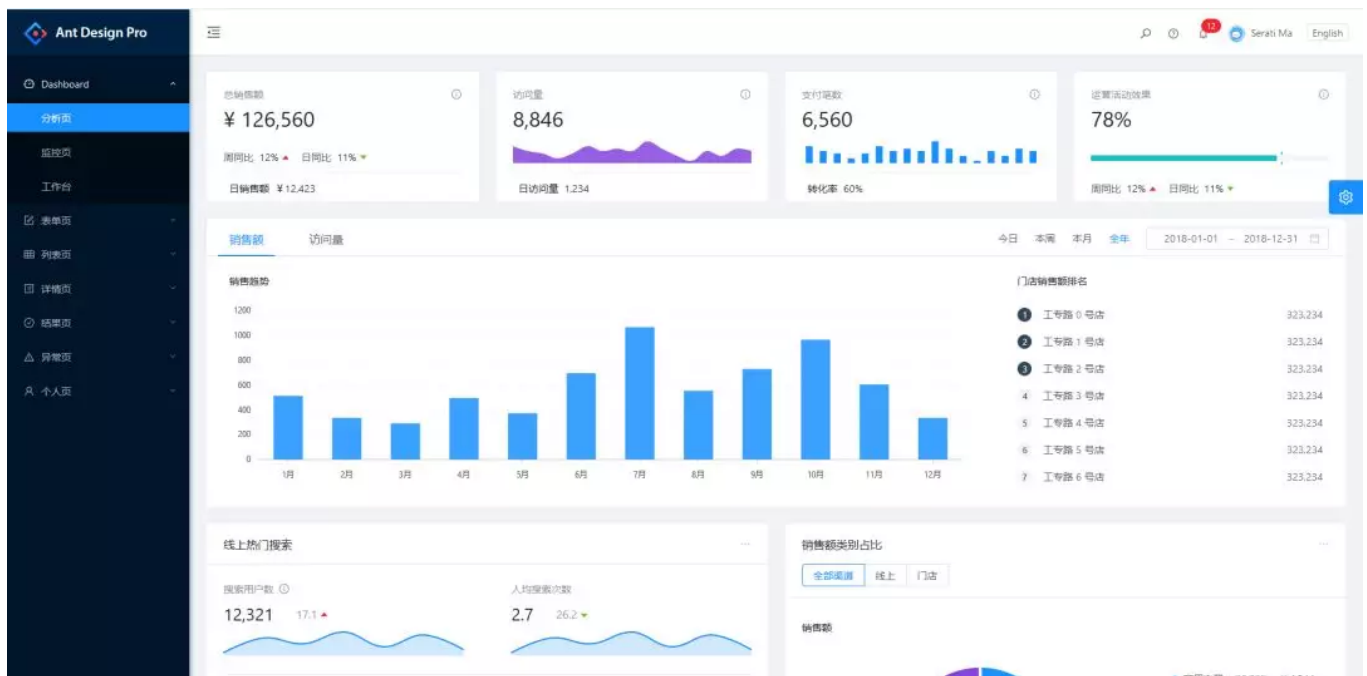 Ant Design Pro
12
Serati Ma
English
Dashboard
分析页
监控页
工作台
表单页
列表页
详情页
结果页
异常页
个人页
总销售额
¥ 126,560
周同比 12% 日同比 11%
日销售额 ¥12,423
访问量
8,846
日访问量 1,234
支付笔数
6,560
转化率 60%
运营活动效果
78%
周同比 12% 日同比 11%
销售额 访问量
今日 本周 本月 全年 2018-01-01 ~ 2018-12-31
销售趋势
1200
1000
800
600
400
200
0
1月 2月 3月 4月 5月 6月 7月 8月 9月 10月 11月 12月
门店销售额排名
1 工专路 0 号店 323,234
2 工专路 1 号店 323,234
3 工专路 2 号店 323,234
4 工专路 3 号店 323,234
5 工专路 4 号店 323,234
6 工专路 5 号店 323,234
7 工专路 6 号店 323,234
线上热门搜索
搜索用户数
12,321 17.1
人均搜索次数
2.7 26.2
销售额类别占比
全部渠道 线上 门店
销售额